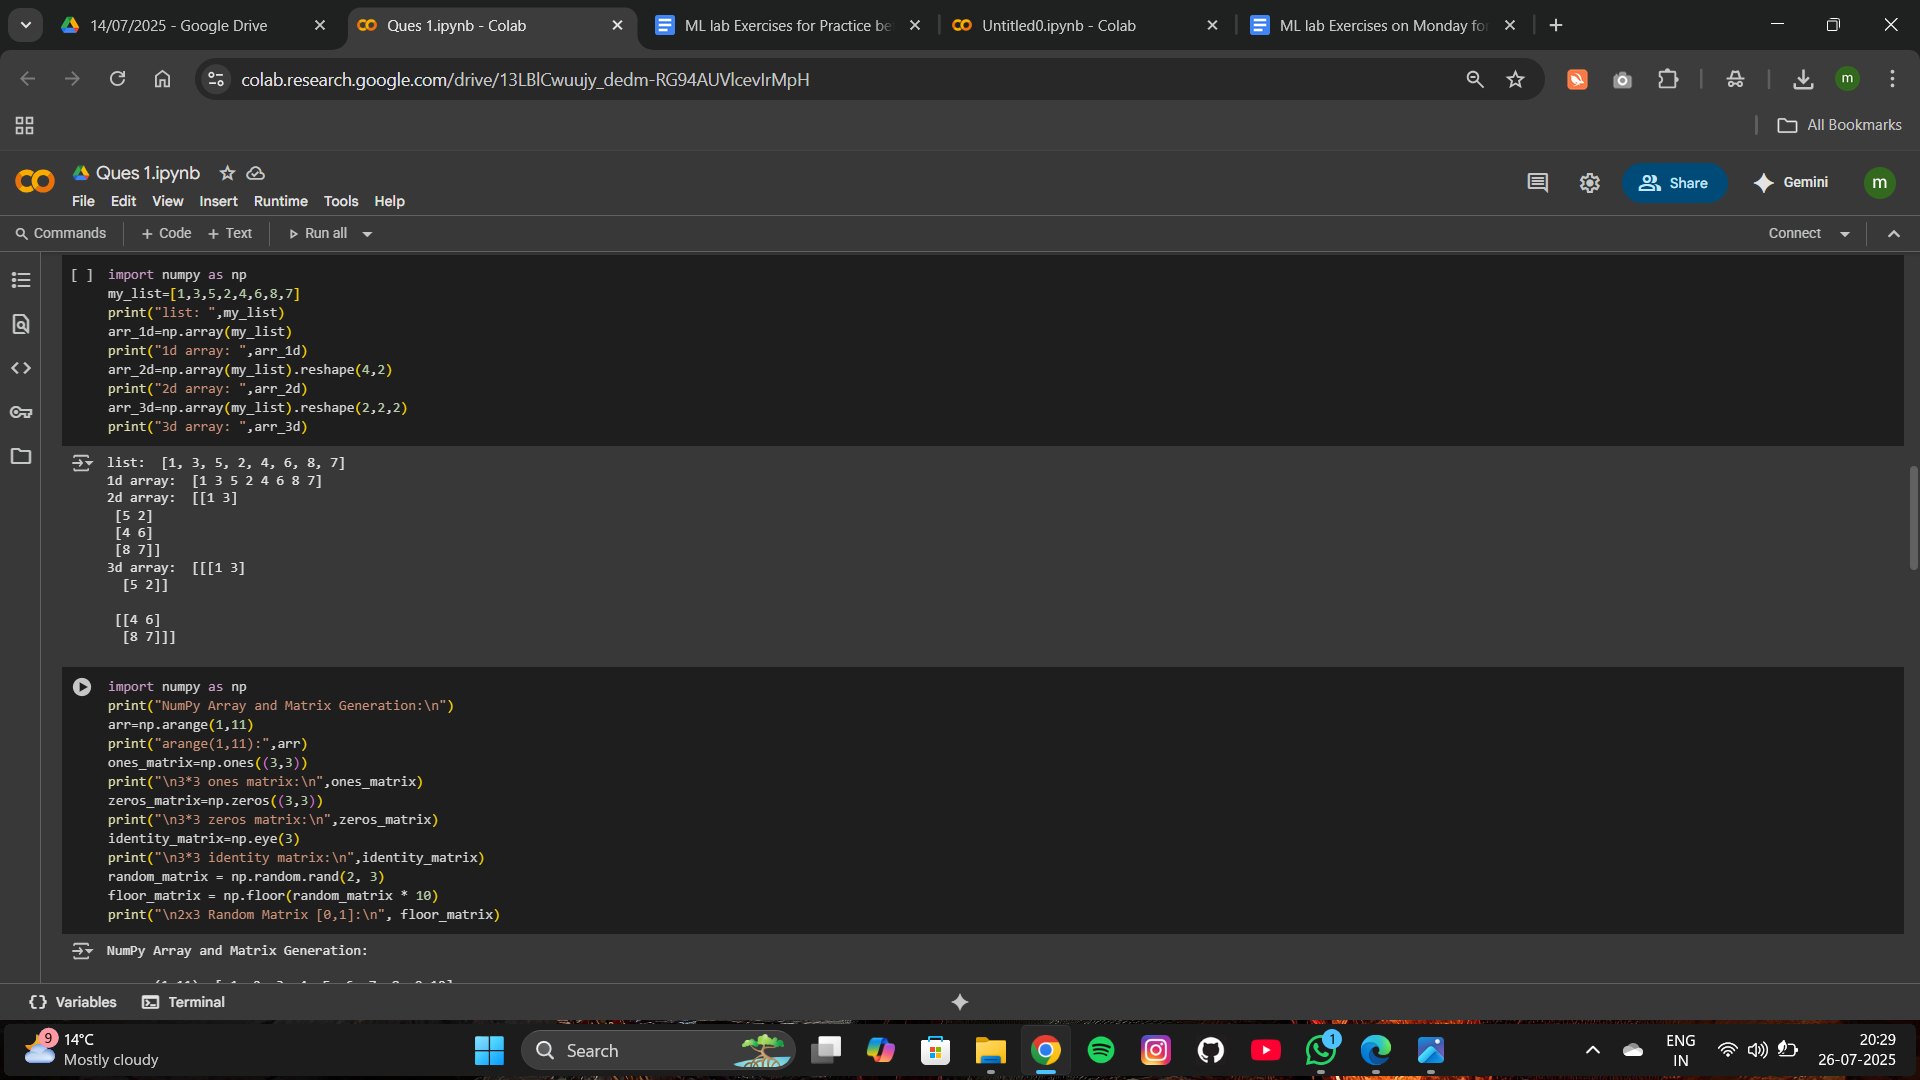 14/07/2025 - Google Drive
Ques 1.ipynb - Colab
ML lab Exercises for Practice be
Untitled0.ipynb - Colab
ML lab Exercises on Monday fo
colab.research.google.com/drive/13LBlCwuujy_dedm-RG94AUVlcevlrMpH
m
All Bookmarks
Ques 1.ipynb
File Edit View Insert Runtime Tools Help
Share
Gemini
m
Commands
+ Code + Text
Run all
Connect
[ ] import numpy as np
my_list=[1,3,5,2,4,6,8,7]
print("list: ",my_list)
arr_1d=np.array(my_list)
print("1d array: ",arr_1d)
arr_2d=np.array(my_list).reshape(4,2)
print("2d array: ",arr_2d)
arr_3d=np.array(my_list).reshape(2,2,2)
print("3d array: ",arr_3d)
list:  [1, 3, 5, 2, 4, 6, 8, 7]
1d array:  [1 3 5 2 4 6 8 7]
2d array:  [[1 3]
 [5 2]
 [4 6]
 [8 7]]
3d array:  [[[1 3]
  [5 2]]
 [[4 6]
  [8 7]]]
import numpy as np
print("NumPy Array and Matrix Generation:\n")
arr=np.arange(1,11)
print("arange(1,11):",arr)
ones_matrix=np.ones((3,3))
print("\n3*3 ones matrix:\n",ones_matrix)
zeros_matrix=np.zeros((3,3))
print("\n3*3 zeros matrix:\n",zeros_matrix)
identity_matrix=np.eye(3)
print("\n3*3 identity matrix:\n",identity_matrix)
random_matrix = np.random.rand(2, 3)
floor_matrix = np.floor(random_matrix * 10)
print("\n2x3 Random Matrix [0,1]:\n", floor_matrix)
NumPy Array and Matrix Generation:
Variables
Terminal
9
14°C
Mostly cloudy
Search
1
ENG
IN
20:29
26-07-2025